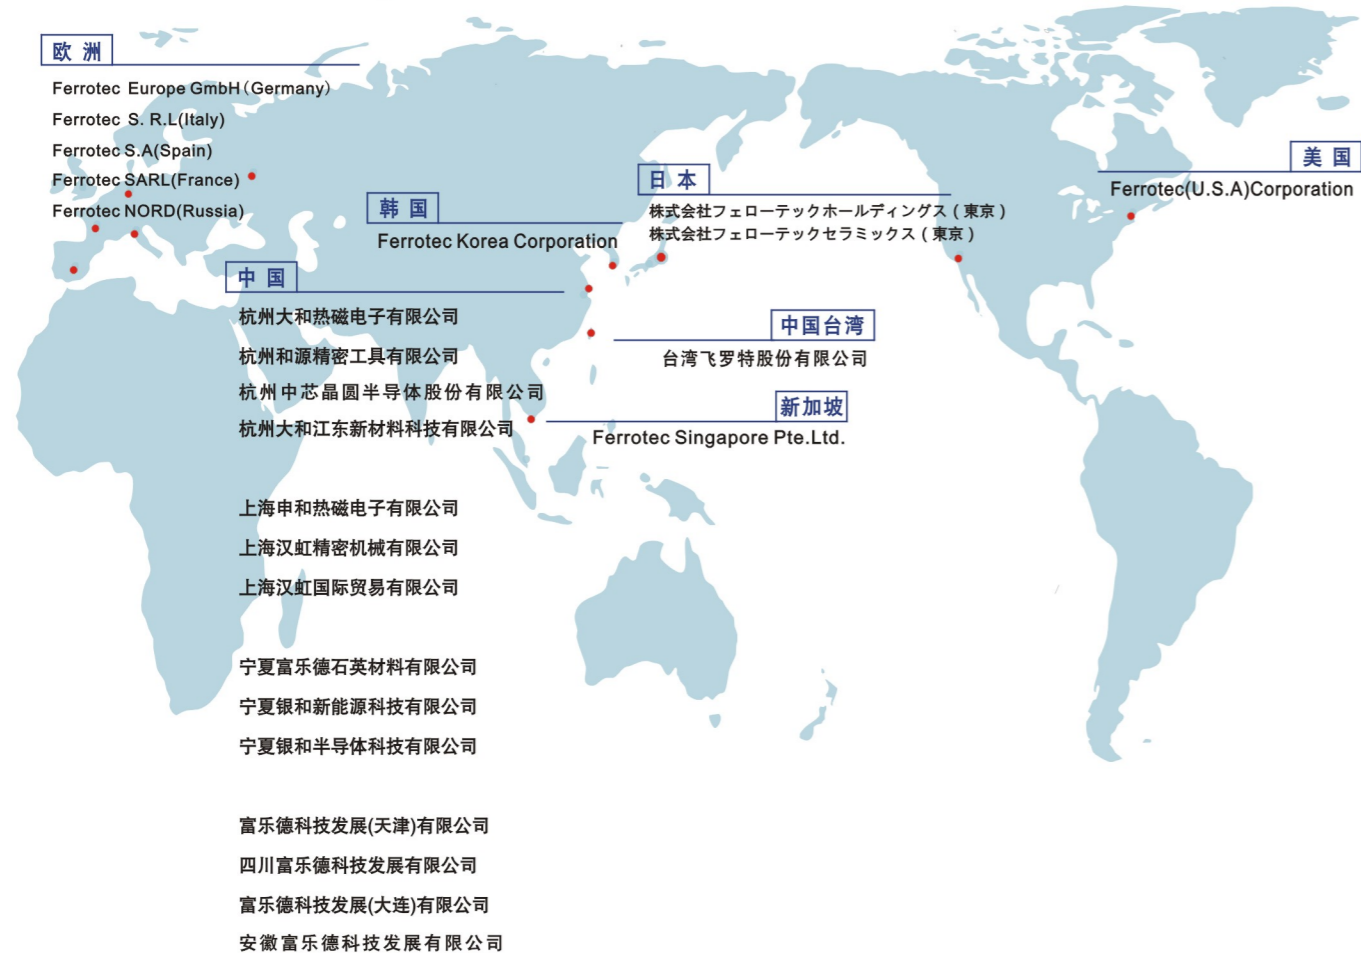 欧 洲
Ferrotec Europe GmbH（Germany）
Ferrotec S. R.L(Italy)
Ferrotec S.A(Spain)
Ferrotec SARL(France)
Ferrotec NORD(Russia)
韩 国
Ferrotec Korea Corporation
日 本
株式会社フェローテックホールディングス（東京）
株式会社フェローテックセラミックス（東京）
美 国
Ferrotec(U.S.A)Corporation
中 国
杭州大和热磁电子有限公司
杭州和源精密工具有限公司
杭州中芯晶圆半导体股份有限公司
杭州大和江东新材料科技有限公司
上海申和热磁电子有限公司
上海汉虹精密机械有限公司
上海汉虹国际贸易有限公司
宁夏富乐德石英材料有限公司
宁夏银和新能源科技有限公司
宁夏银和半导体科技有限公司
富乐德科技发展(天津)有限公司
四川富乐德科技发展有限公司
富乐德科技发展(大连)有限公司
安徽富乐德科技发展有限公司
中国台湾
台湾飞罗特股份有限公司
新加坡
Ferrotec Singapore Pte.Ltd.